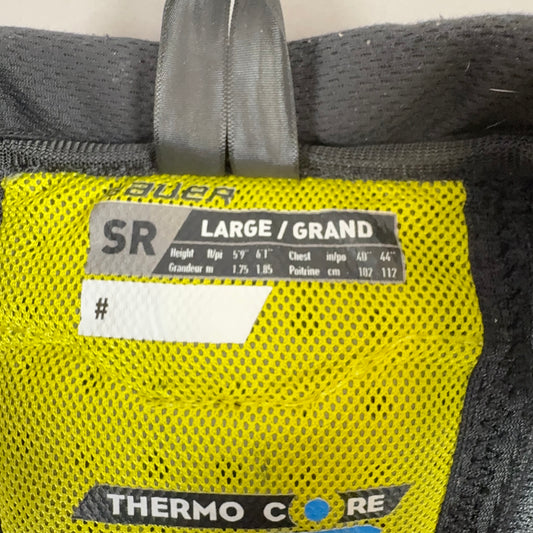 BAUER
SR LARGE / GRAND
Height ft/pi 5'9" 6'1" Chest in/po 40" 44"
Grandeur m 1.75 1.85 Poitrine cm 102 112
#
THERMO CORE